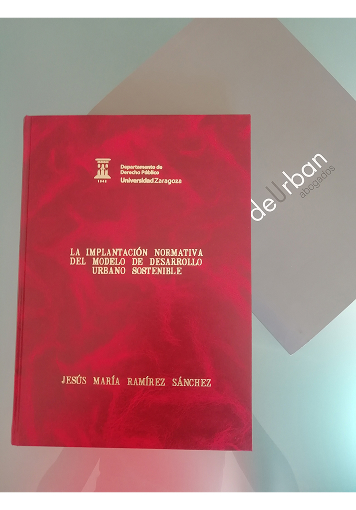 Departamento de
Derecho Público
Universidad Zaragoza
1542
LA IMPLANTACIÓN NORMATIVA
DEL MODELO DE DESARROLLO
URBANO SOSTENIBLE
JESÚS MARÍA RAMÍREZ SÁNCHEZ
deUrban
abogados